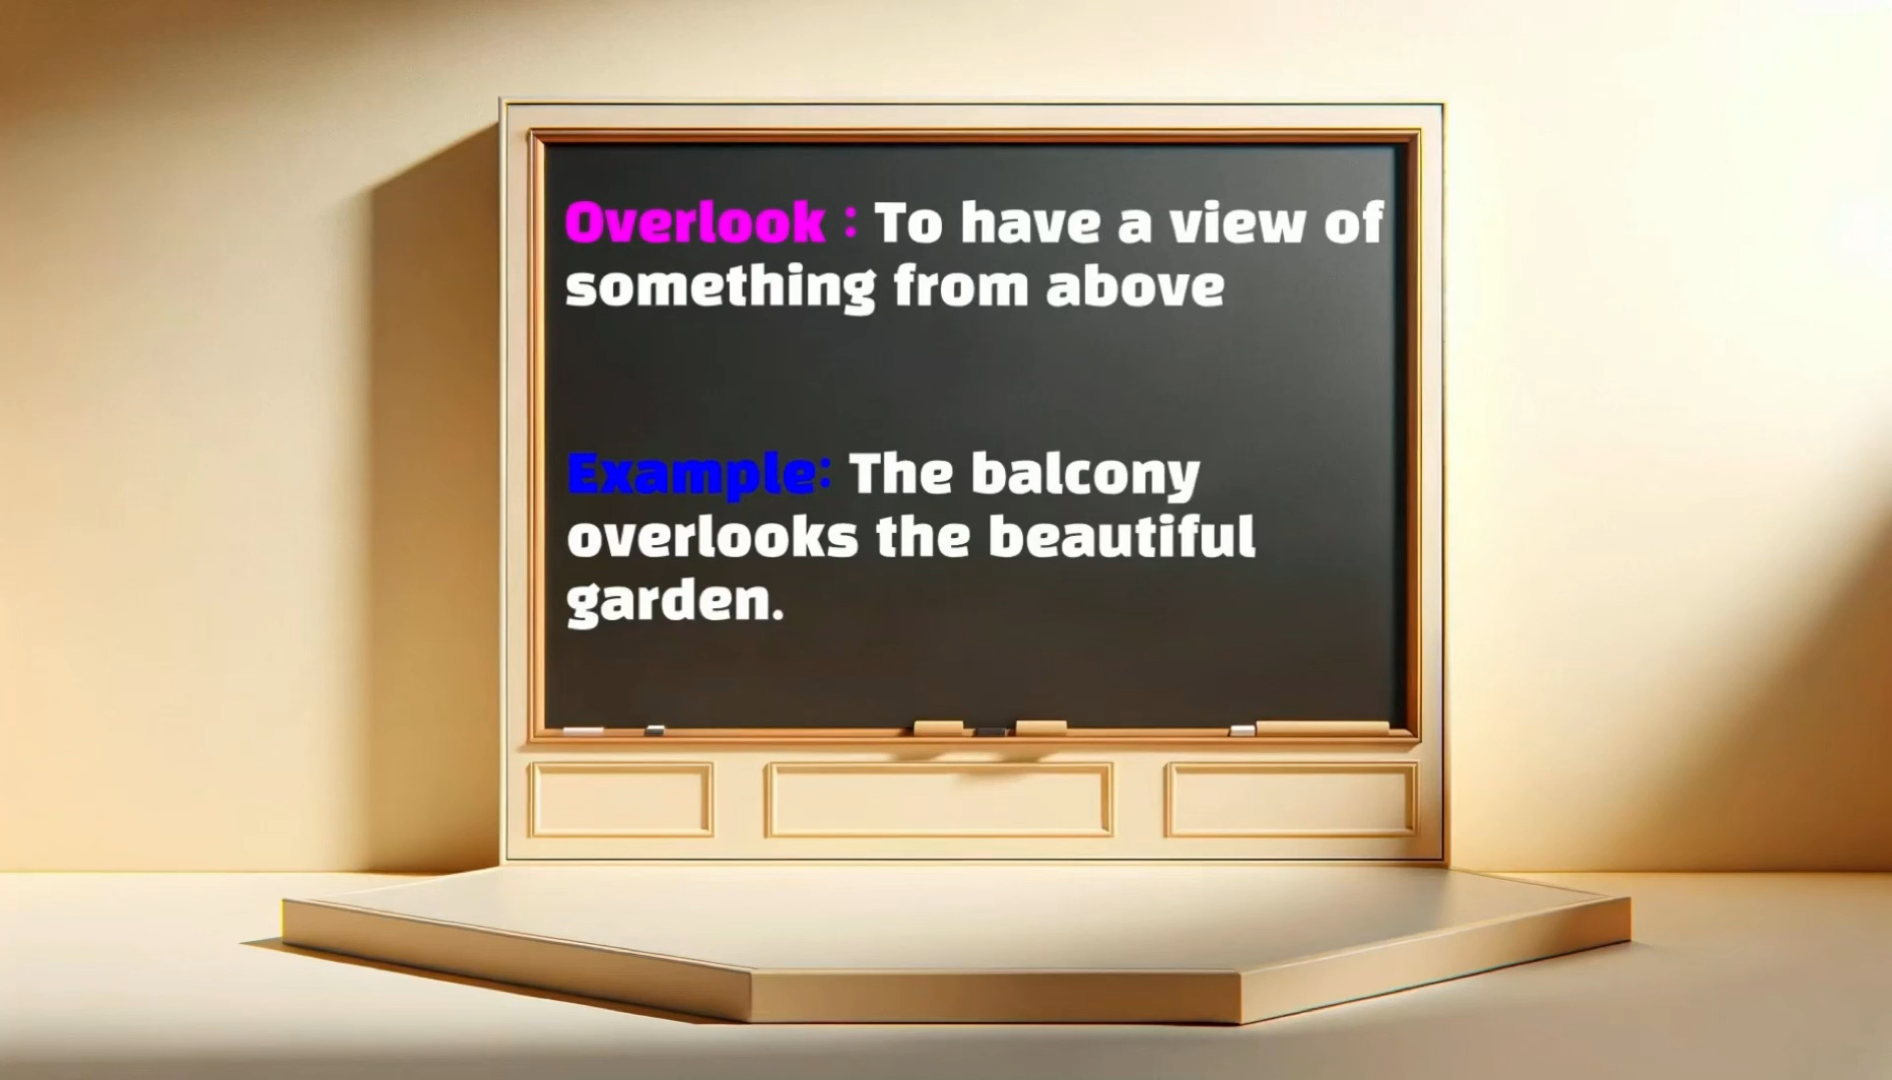 Overlook : To have a view of
something from above
Example: The balcony
overlooks the beautiful
garden.